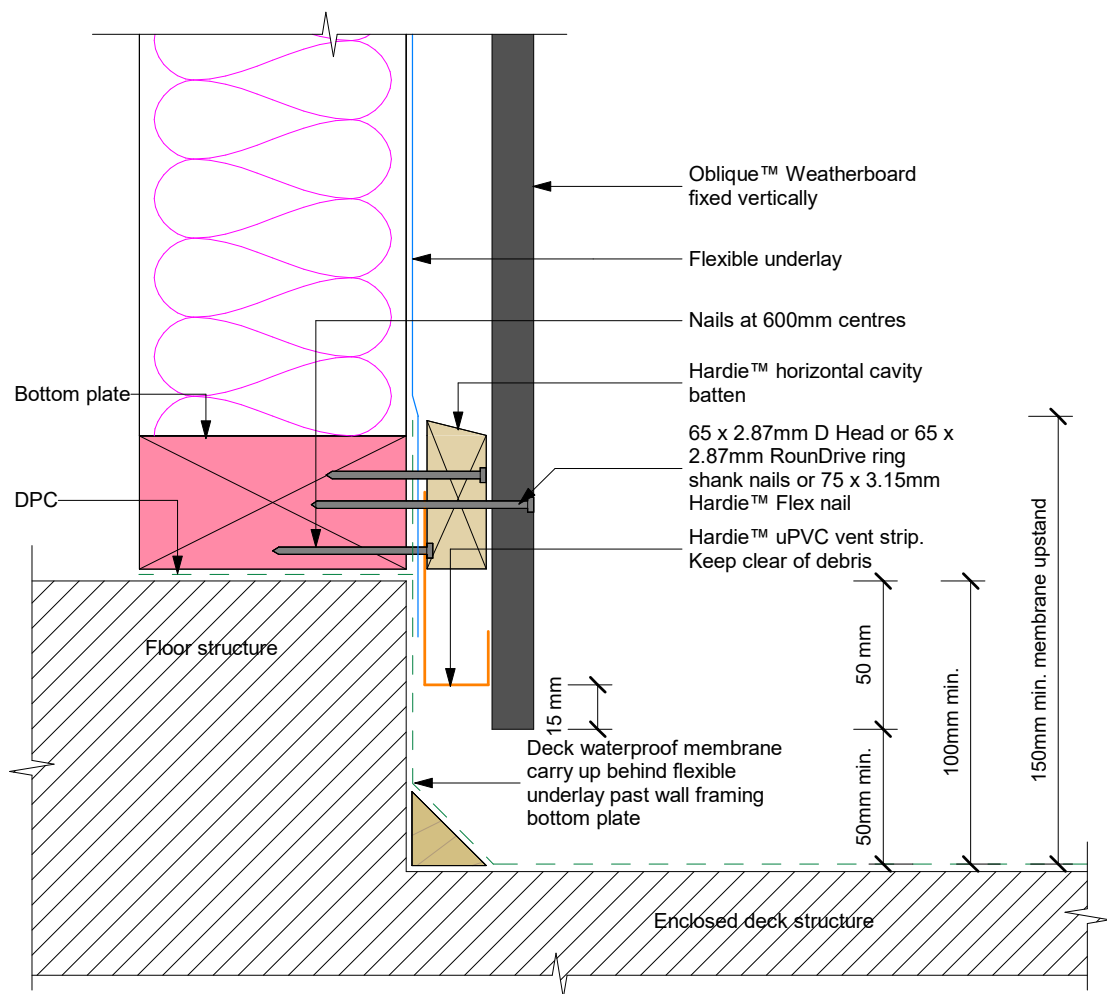 Oblique™ Weatherboard
fixed vertically
Flexible underlay
Nails at 600mm centres
Hardie™ horizontal cavity
batten
Bottom plate
65 x 2.87mm D Head or 65 x
2.87mm RounDrive ring
shank nails or 75 x 3.15mm
Hardie™ Flex nail
DPC
Hardie™ uPVC vent strip.
Keep clear of debris
Floor structure
15 mm
50 mm
50mm min.
100mm min.
150mm min. membrane upstand
Deck waterproof membrane
carry up behind flexible
underlay past wall framing
bottom plate
Enclosed deck structure